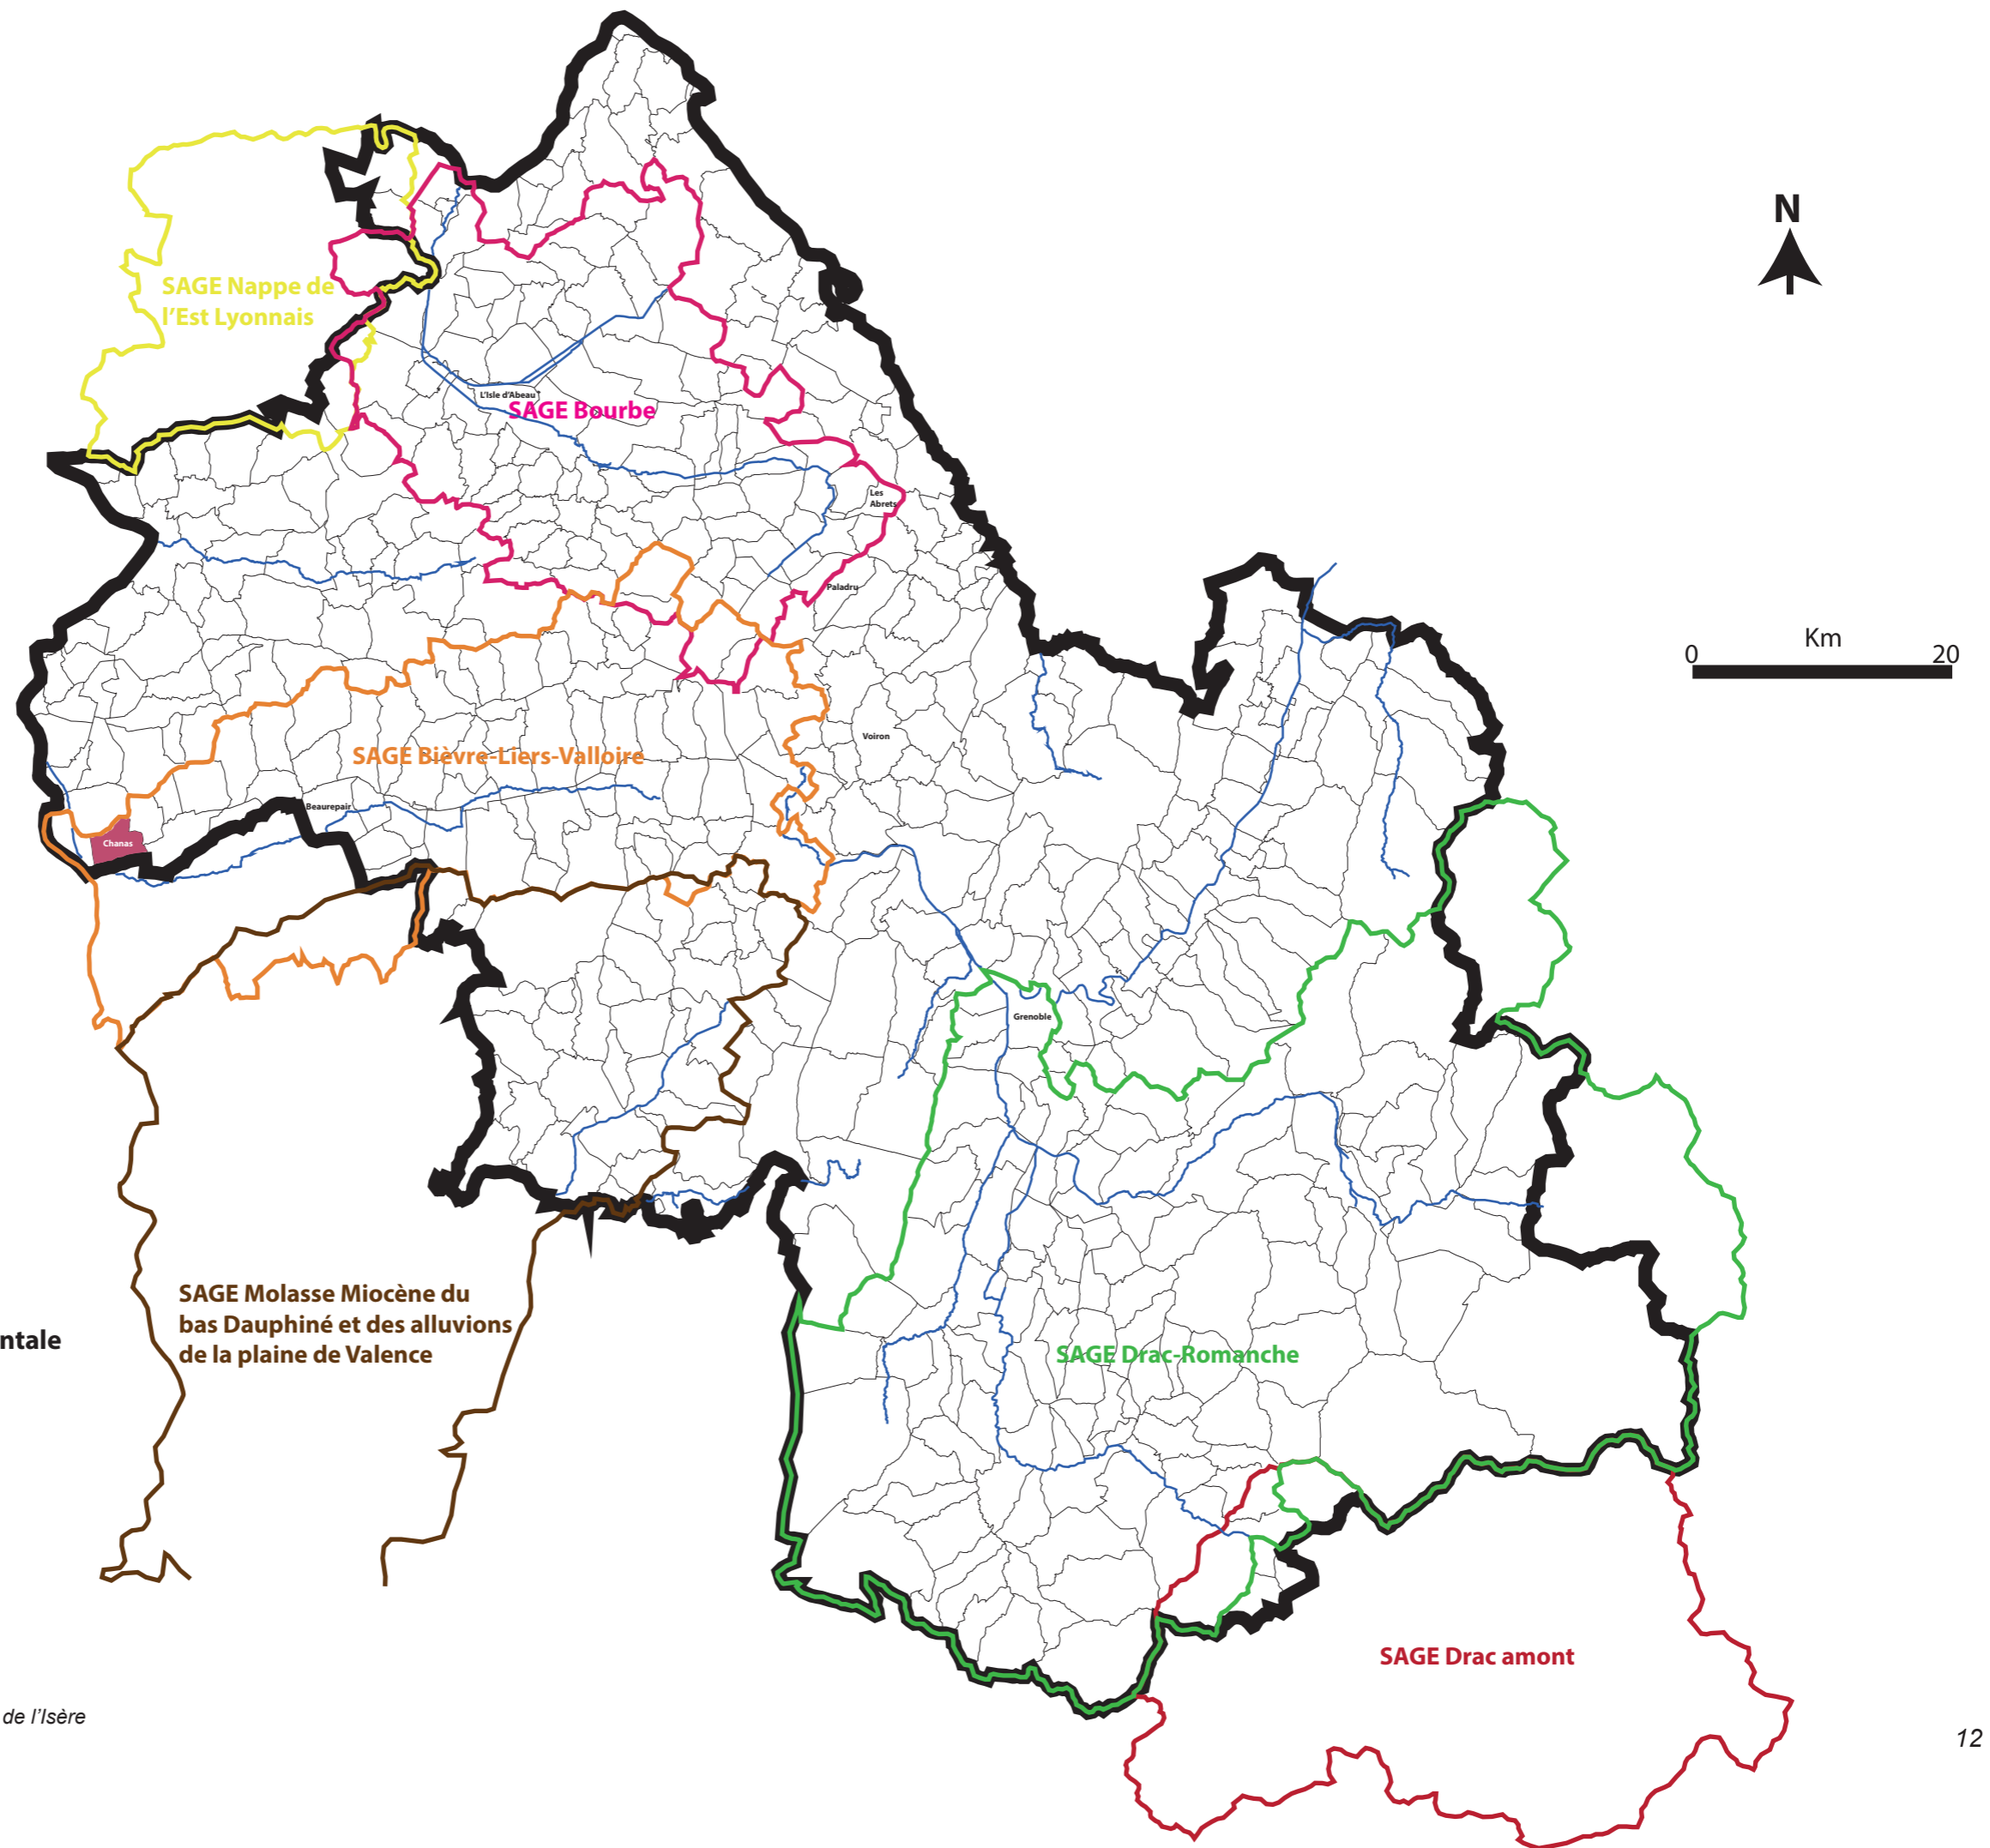 N
Km
0 20
SAGE Nappe de
l'Est Lyonnais
L'Isle d'Abeau
SAGE Bourbe
Les
Abrets
Paladru
Voiron
SAGE Bièvre-Liers-Valloire
Beaurepair
Chanas
Grenoble
SAGE Molasse Miocène du
bas Dauphiné et des alluvions
de la plaine de Valence
ntale
SAGE Drac-Romanche
SAGE Drac amont
de l'Isère
12